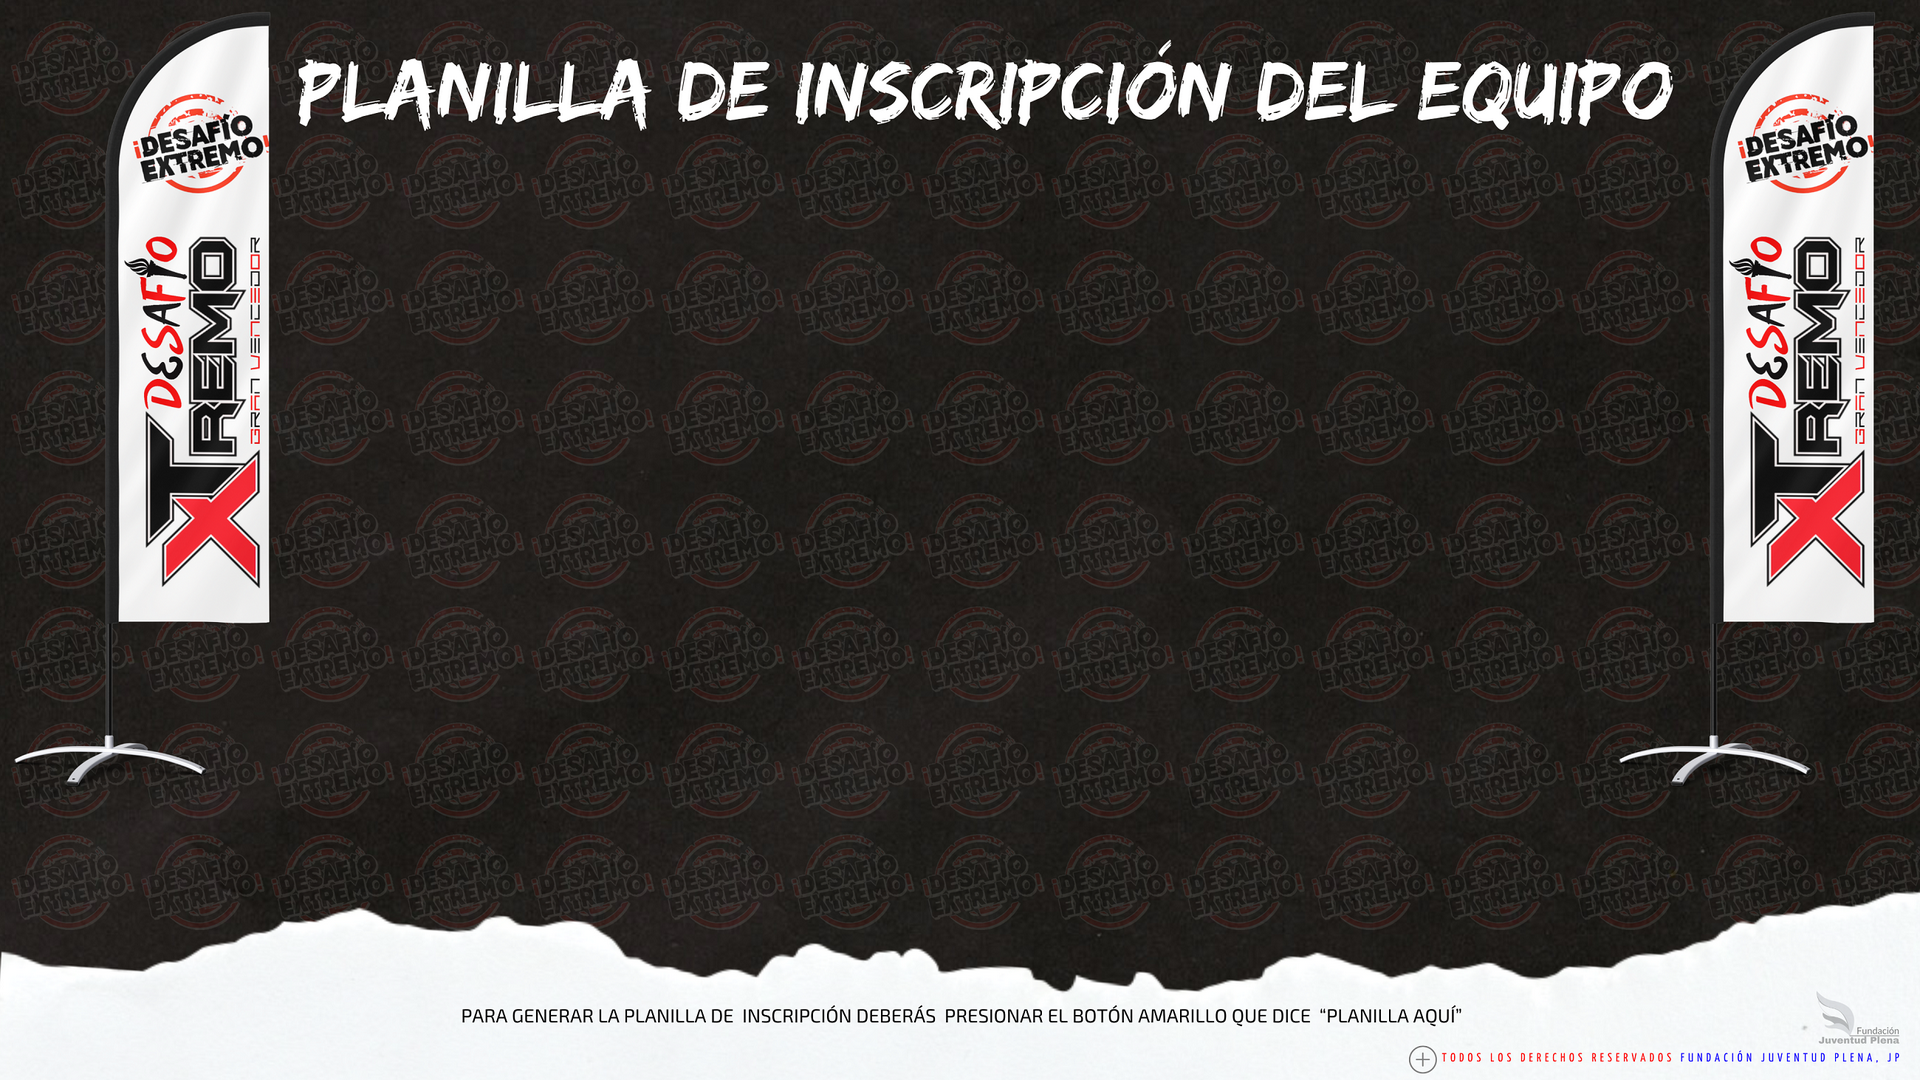 PLANILLA DE INSCRIPCIÓN DEL EQUIPO
¡DESAFÍO
EXTREMO!
DESAFÍO
XTREMO
GRAN VENCEDOR
¡DESAFÍO
EXTREMO!
DESAFÍO
XTREMO
GRAN VENCEDOR
PARA GENERAR LA PLANILLA DE INSCRIPCIÓN DEBERÁS PRESIONAR EL BOTÓN AMARILLO QUE DICE “PLANILLA AQUÍ”
Fundación
Juventud Plena
TODOS LOS DERECHOS RESERVADOS FUNDACIÓN JUVENTUD PLENA, JP